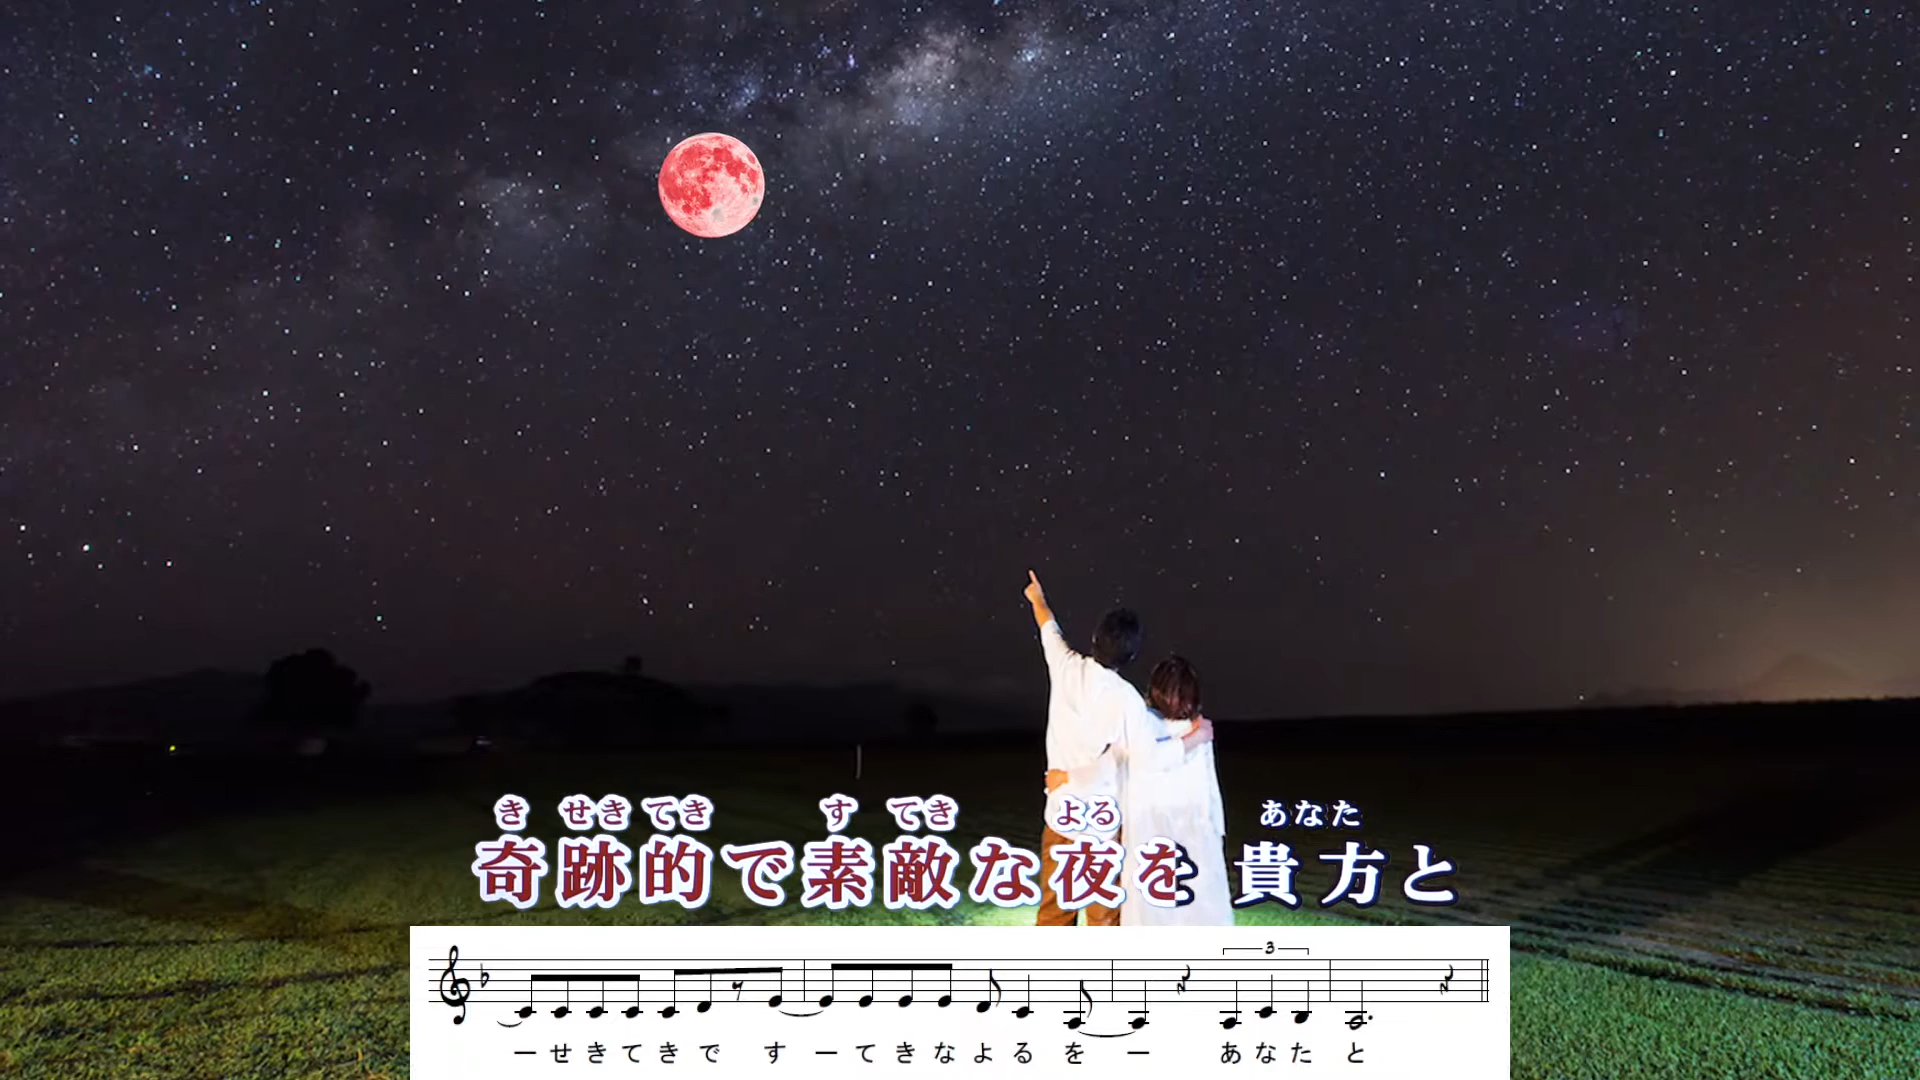 き せき てき す てき よる あなた
奇跡的で素敵な夜を 貴方と
3
ーせきてきで すーてきなよるをー あなたと